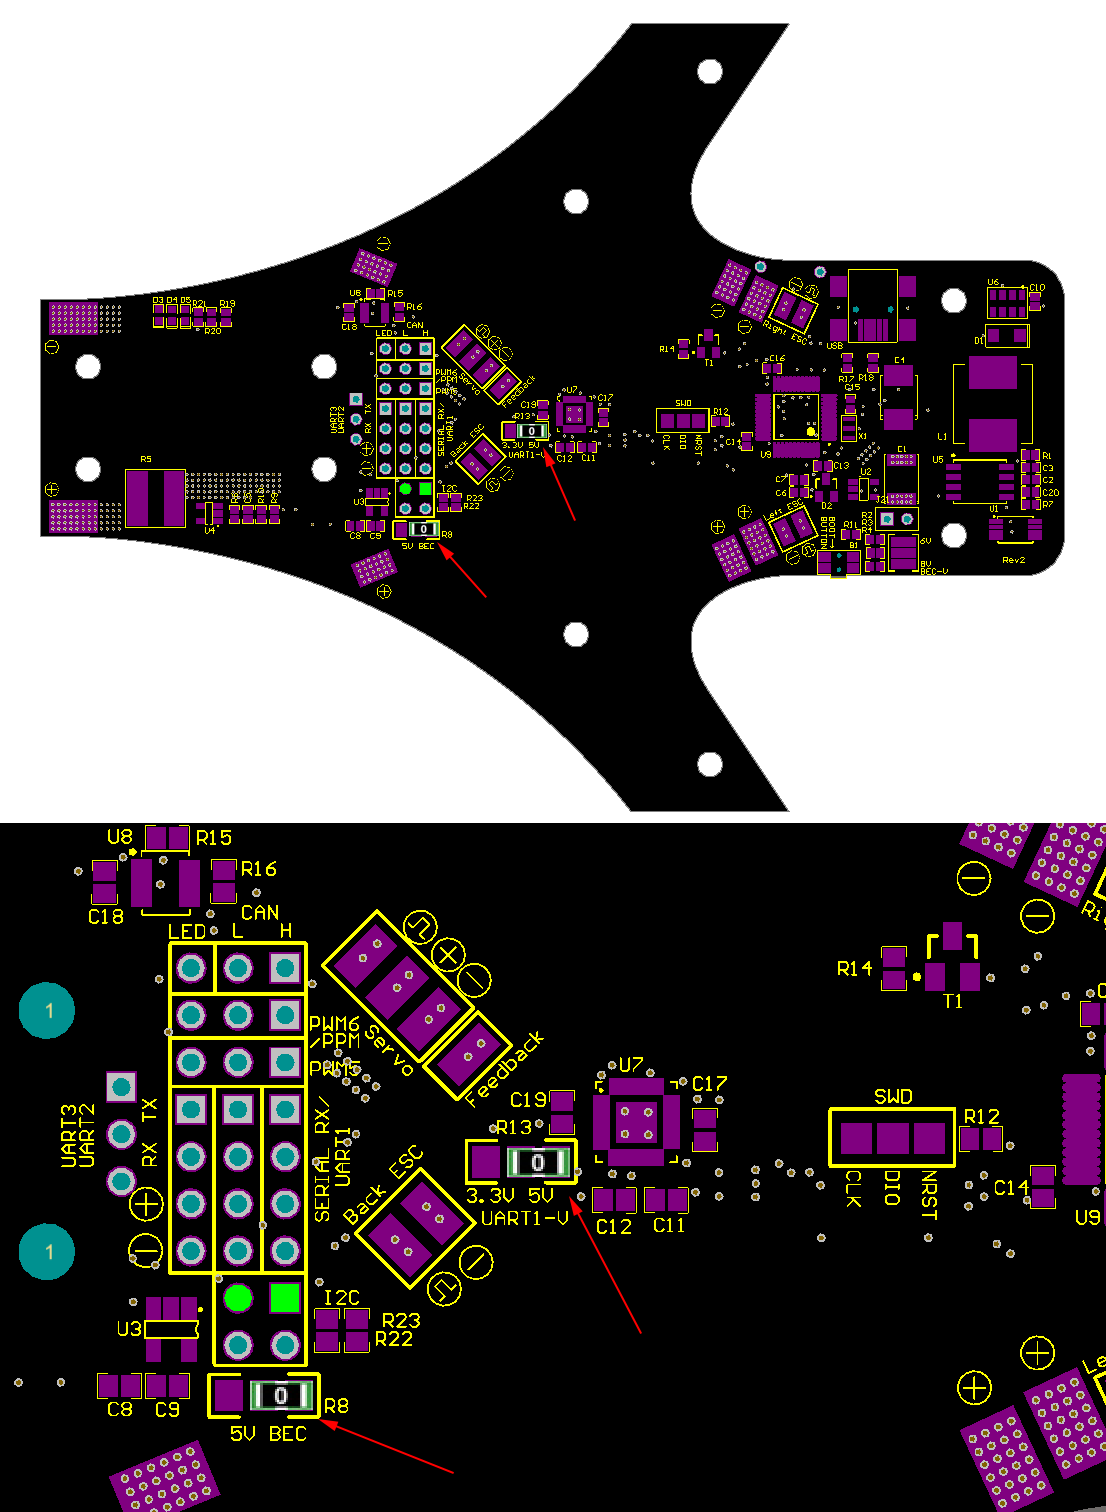 D3 D4 D5
R21 R19
R20
R5
U4
U8 R15
R16
C18
CAN
LED L H
PWM6
/PPM
PWM5
Servo
Feedback
UART3
UART2
TX
RX
SERIAL RX/
UART1
Back ESC
C19
R13
0
3.3V 5V
UART1-V
U7
C17
C12 C11
U3
I2C
R23
R22
C8 C9
0
R8
5V BEC
R14
T1
SWD
R12
CLK
DIO
NRST
C14
Right ESC
USB
C16
R17 R18
C4
C15
X1
U9
C13
C7
C6
D2
U2
C1
J2
Left ESC
BOOT
BOTTON
R11
B1
R2
R3
R4
6V
8V
BEC-V
U6
C10
D1
L1
U5
R1
C3
C2
C20
R7
U1
Rev2
U8 R15
R16
C18
CAN
LED L H
1
PWM6
/PPM
PWM5
Servo
Feedback
R14
T1
UART3
UART2
TX
RX
SERIAL RX/
UART1
Back ESC
C19
R13
0
3.3V 5V
UART1-V
U7
C17
C12 C11
SWD
R12
CLK
DIO
NRST
C14
U9
1
I2C
R23
R22
U3
C8 C9
0
R8
5V BEC